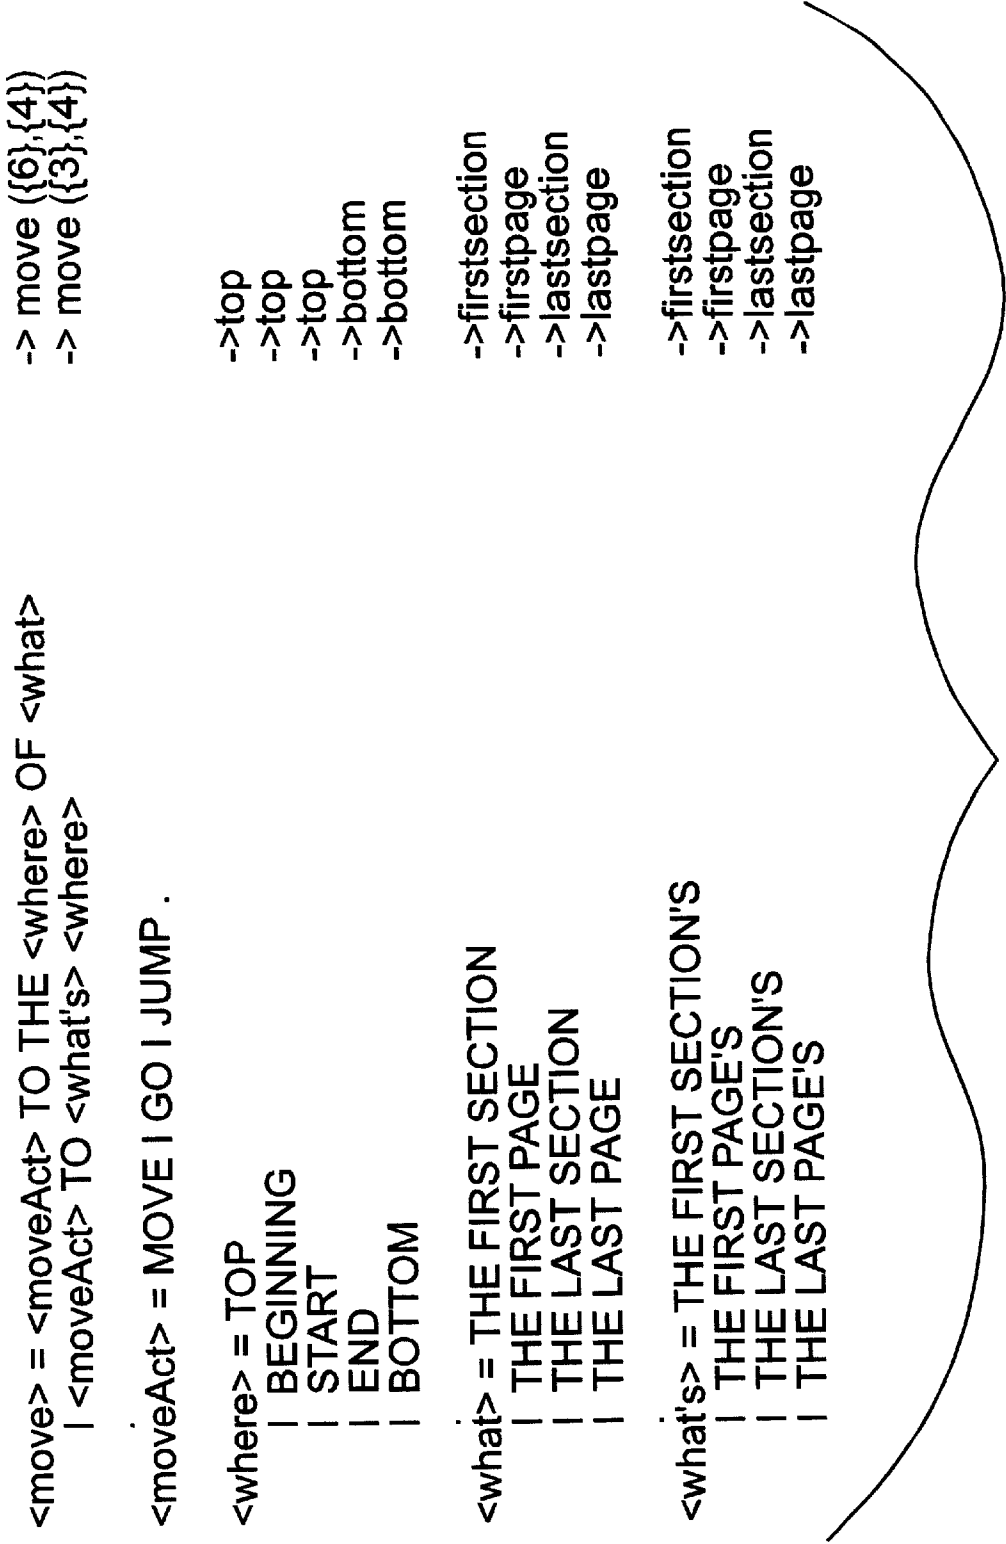 <move> = <moveAct> TO THE <where> OF <what> -> move ({6},{4})
| <moveAct> TO <what's> <where> -> move ({3},{4})
<moveAct> = MOVE I GO I JUMP .
<where> = TOP ->top
| BEGINNING ->top
| START ->top
| END ->bottom
| BOTTOM ->bottom
<what> = THE FIRST SECTION ->firstsection
| THE FIRST PAGE ->firstpage
| THE LAST SECTION ->lastsection
| THE LAST PAGE ->lastpage
<what's> = THE FIRST SECTION'S ->firstsection
| THE FIRST PAGE'S ->firstpage
| THE LAST SECTION'S ->lastsection
| THE LAST PAGE'S ->lastpage